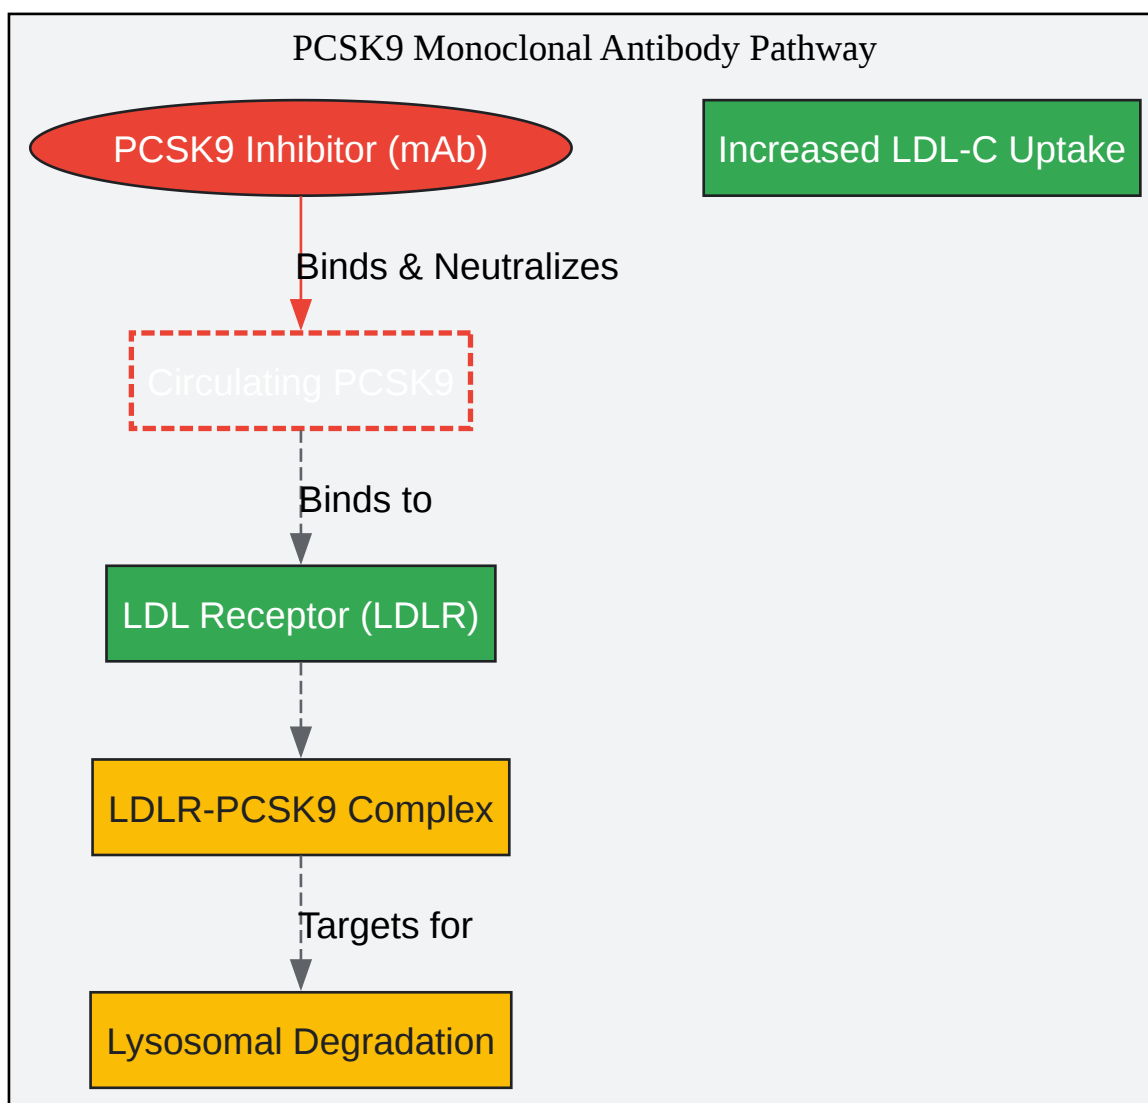 PCSK9 Monoclonal Antibody Pathway
PCSK9 Inhibitor (mAb)
Increased LDL-C Uptake
Binds & Neutralizes
Circulating PCSK9
Binds to
LDL Receptor (LDLR)
LDLR-PCSK9 Complex
Targets for
Lysosomal Degradation